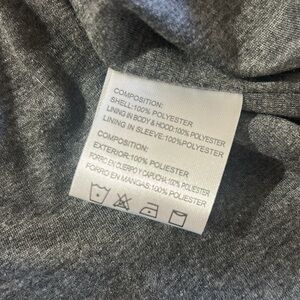 COMPOSITION:
SHELL:100% POLYESTER
LINING IN BODY & HOOD:100% POLYESTER
LINING IN SLEEVE:100%POLYESTER
COMPOSITION:
EXTERIOR:100% POLIESTER
FORRO EN CUERPO Y CAPUCHA:100% POLIESTER
FORRO EN MANGAS:100% POLIESTER